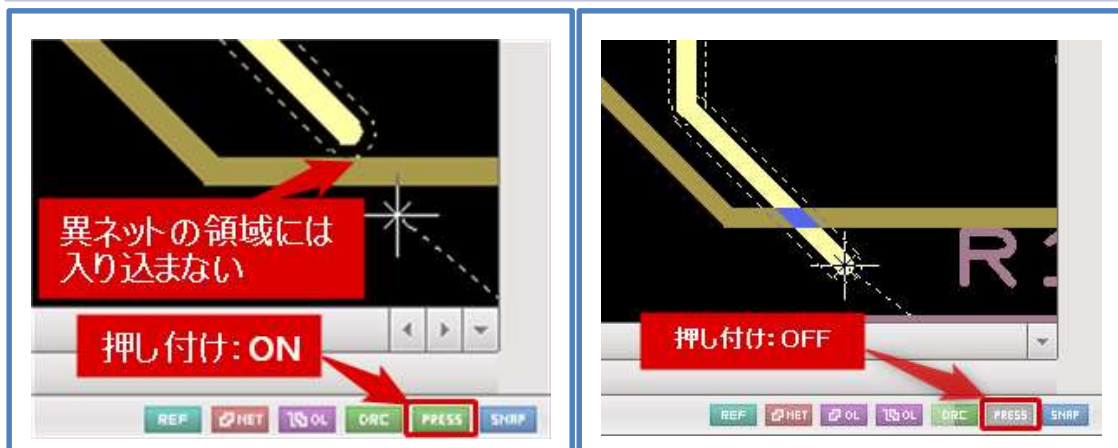 異ネットの領域には
入り込まない
押し付け: ON
REF NET OL DRC PRESS SNAP
R1
押し付け: OFF
REF NET OL OL DRC PRESS SNAP